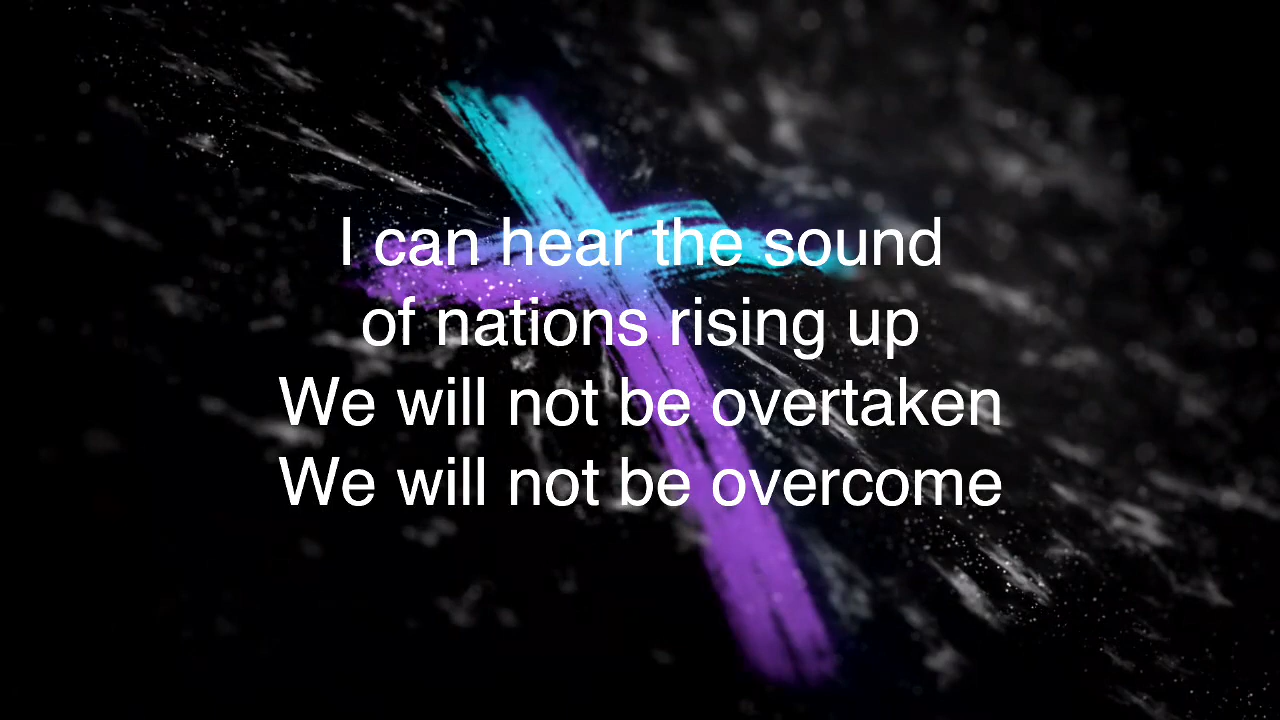 I can hear the sound
of nations rising up
We will not be overtaken
We will not be overcome